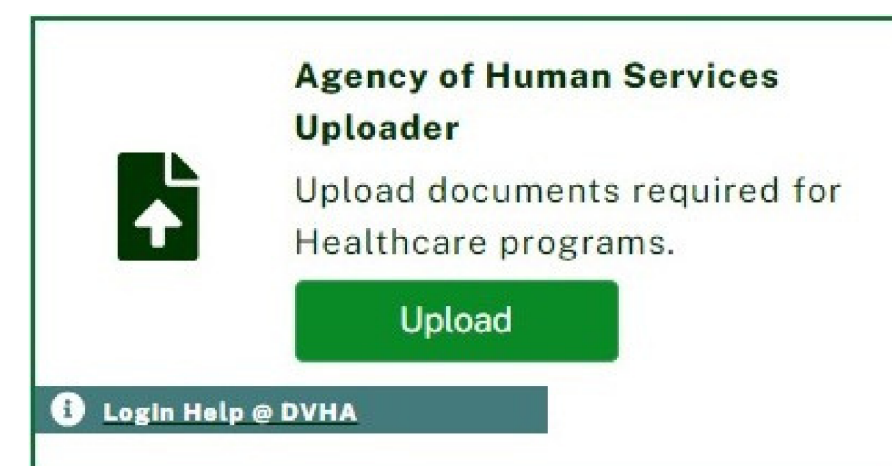 Agency of Human Services
Uploader
Upload documents required for
Healthcare programs.
Upload
Login Help @ DVHA